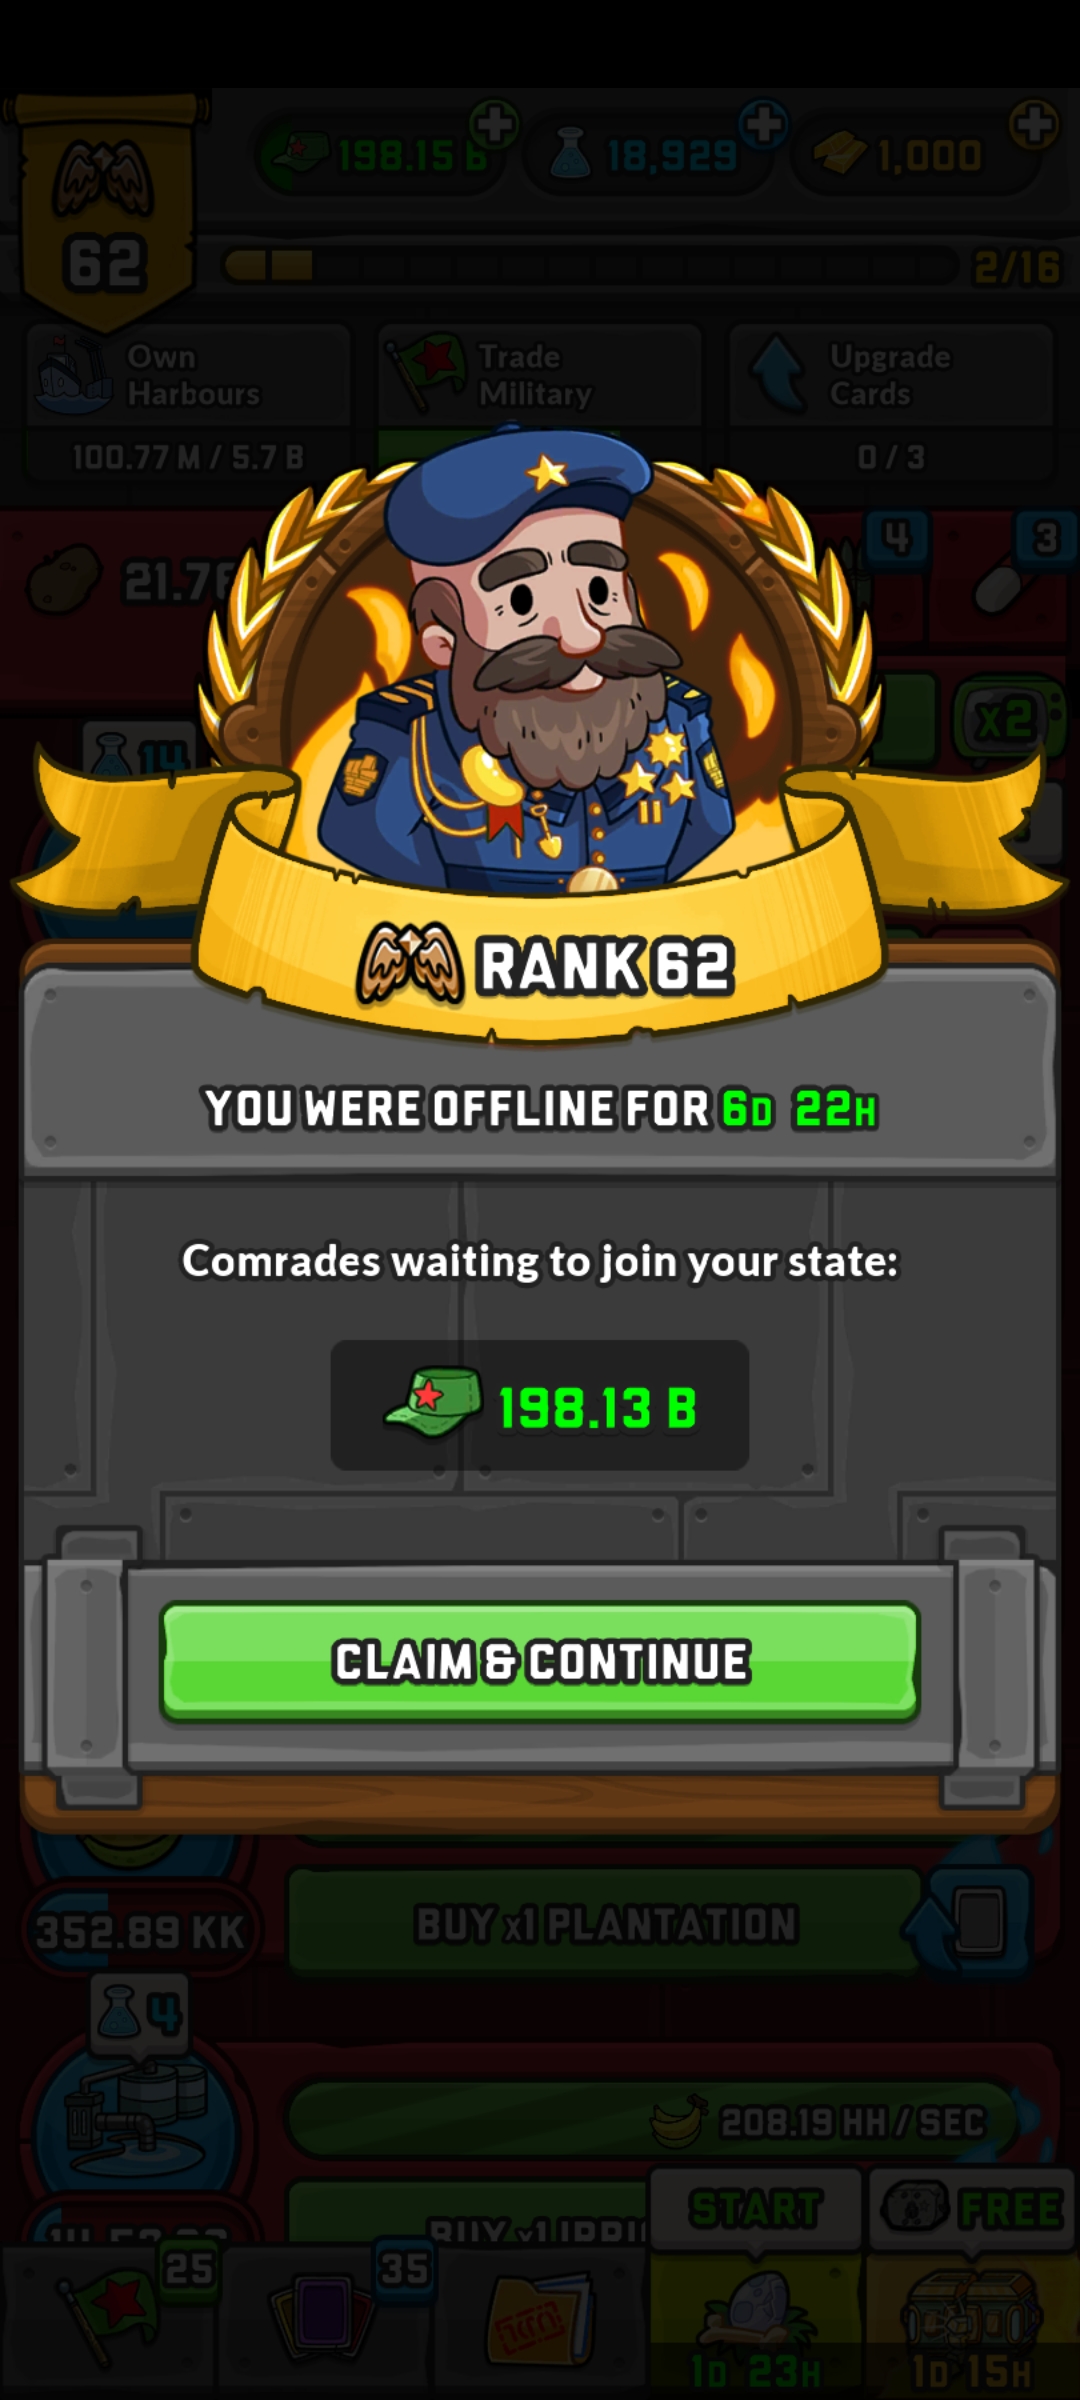 198.15 B
18,929
1,000
62
2/16
Own
Harbours
Trade
Military
Upgrade
Cards
100.77 M / 5.7 B
0 / 3
4
3
x2
14
RANK 62
YOU WERE OFFLINE FOR 6D 22H
Comrades waiting to join your state:
198.13 B
CLAIM & CONTINUE
352.89 KK
BUY x1 PLANTATION
4
208.19 HH / SEC
START
FREE
25
35
1D 23H
1D 15H